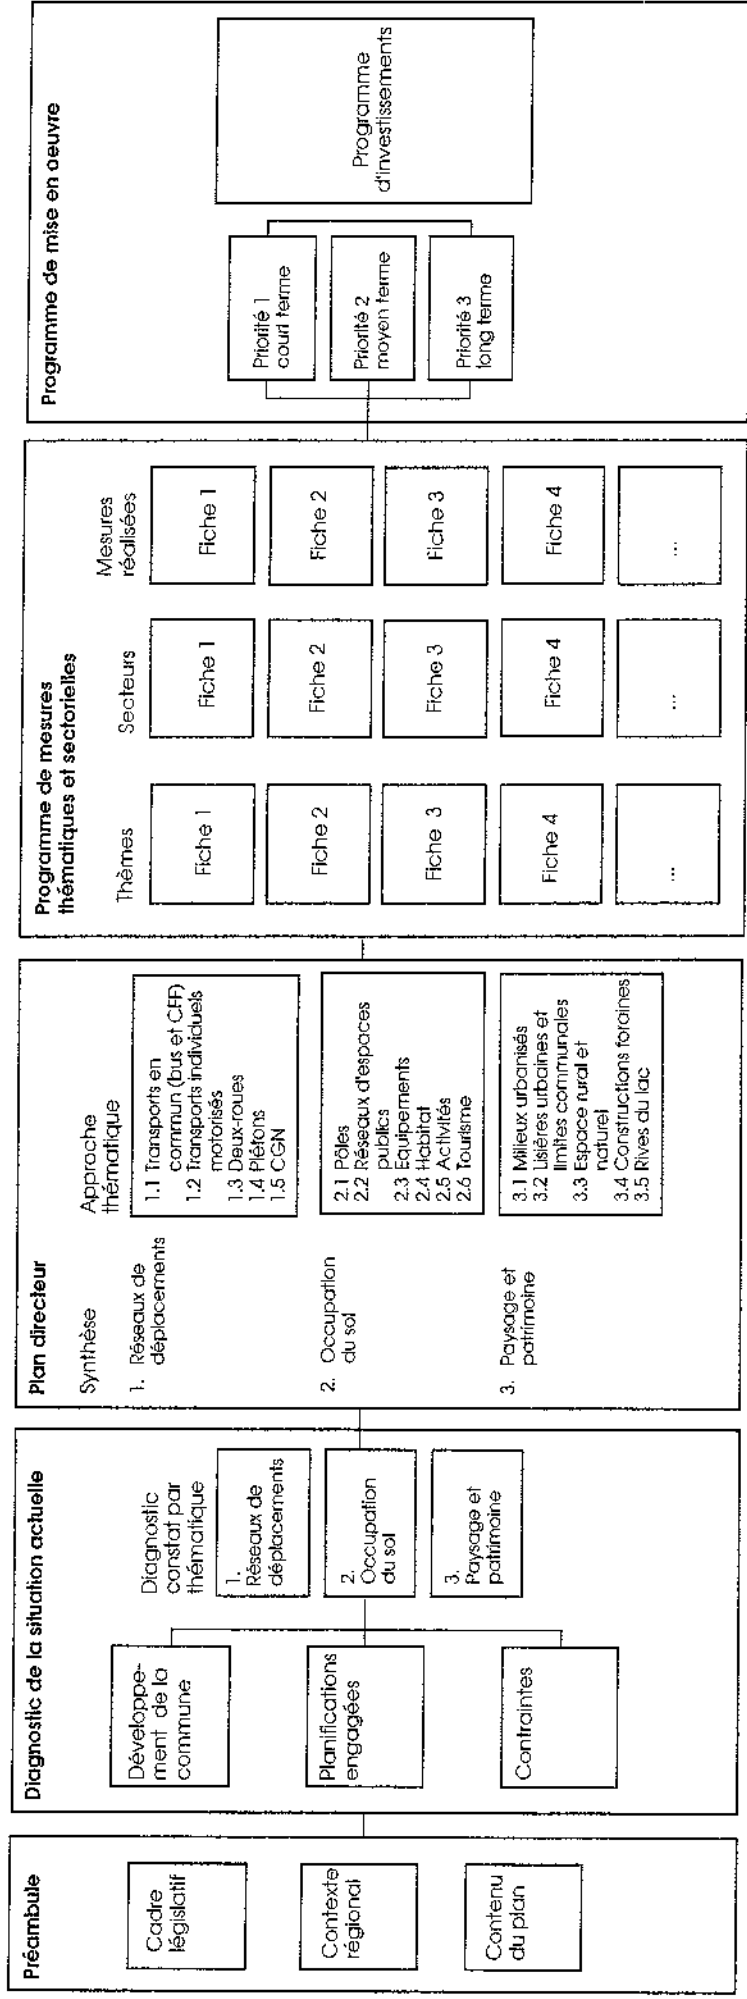 Préambule
Cadre
législatif
Contexte
régional
Contenu
du plan
Diagnostic de la situation actuelle
Développe-
ment de la
commune
Planifications
engagées
Contraintes
Diagnostic
constat par
thématique
1.
Réseaux de
déplacements
2.
Occupation
du sol
3.
Paysage et
patrimoine
Plan directeur
Synthèse
1. Réseaux de
déplacements
2. Occupation
du sol
3. Paysage et
patrimoine
Approche
thématique
1.1 Transports en
commun (bus et CFF)
1.2 Transports individuels
motorisés
1.3 Deux-roues
1.4 Piétons
1.5 CGN
2.1 Pôles
2.2 Réseaux d'espaces
publics
2.3 Equipements
2.4 Habitat
2.5 Activités
2.6 Tourisme
3.1 Milieux urbanisés
3.2 Lisières urbaines et
limites communales
3.3 Espace rural et
naturel
3.4 Constructions foraines
3.5 Rives du lac
Programme de mesures
thématiques et sectorielles
Thèmes
Fiche 1
Fiche 2
Fiche 3
Fiche 4
...
Secteurs
Fiche 1
Fiche 2
Fiche 3
Fiche 4
...
Mesures
réalisées
Fiche 1
Fiche 2
Fiche 3
Fiche 4
...
Programme de mise en oeuvre
Priorité 1
court terme
Priorité 2
moyen terme
Priorité 3
long terme
Programme
d'investissements